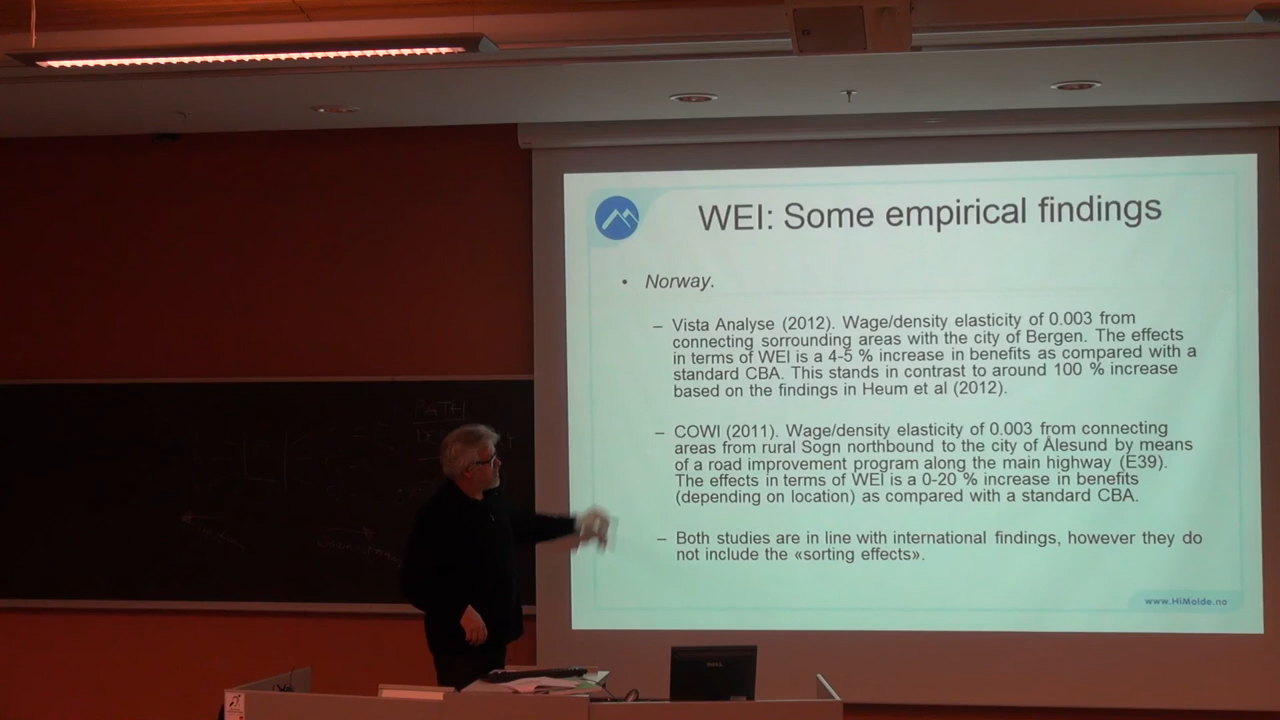 WEI: Some empirical findings
• Norway.
– Vista Analyse (2012). Wage/density elasticity of 0.003 from
connecting sorrounding areas with the city of Bergen. The effects
in terms of WEI is a 4-5 % increase in benefits as compared with a
standard CBA. This stands in contrast to around 100 % increase
based on the findings in Heum et al (2012).
– COWI (2011). Wage/density elasticity of 0.003 from connecting
areas from rural Sogn northbound to the city of Ålesund by means
of a road improvement program along the main highway (E39).
The effects in terms of WEI is a 0-20 % increase in benefits
(depending on location) as compared with a standard CBA.
– Both studies are in line with international findings, however they do
not include the «sorting effects».
www.HiMolde.no
PATH
DELL